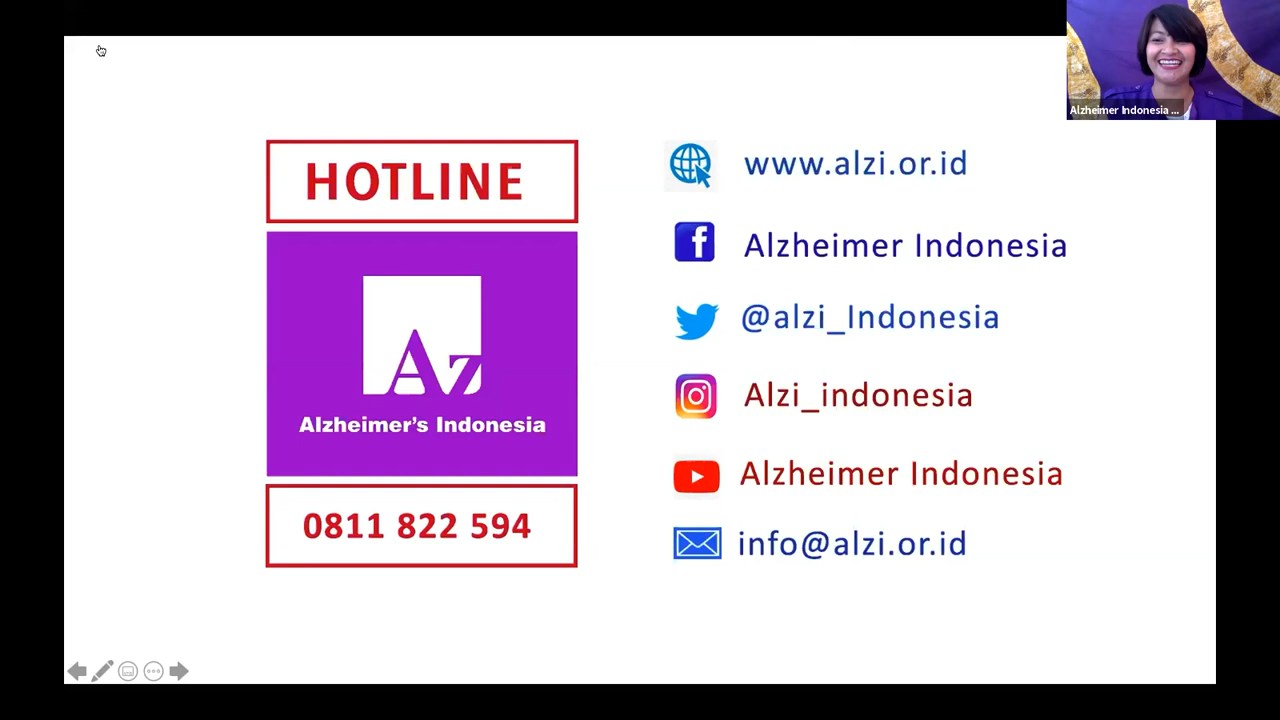 Alzheimer Indonesia ...
HOTLINE
Az
Alzheimer's Indonesia
0811 822 594
www.alzi.or.id
Alzheimer Indonesia
@alzi_Indonesia
Alzi_indonesia
Alzheimer Indonesia
info@alzi.or.id